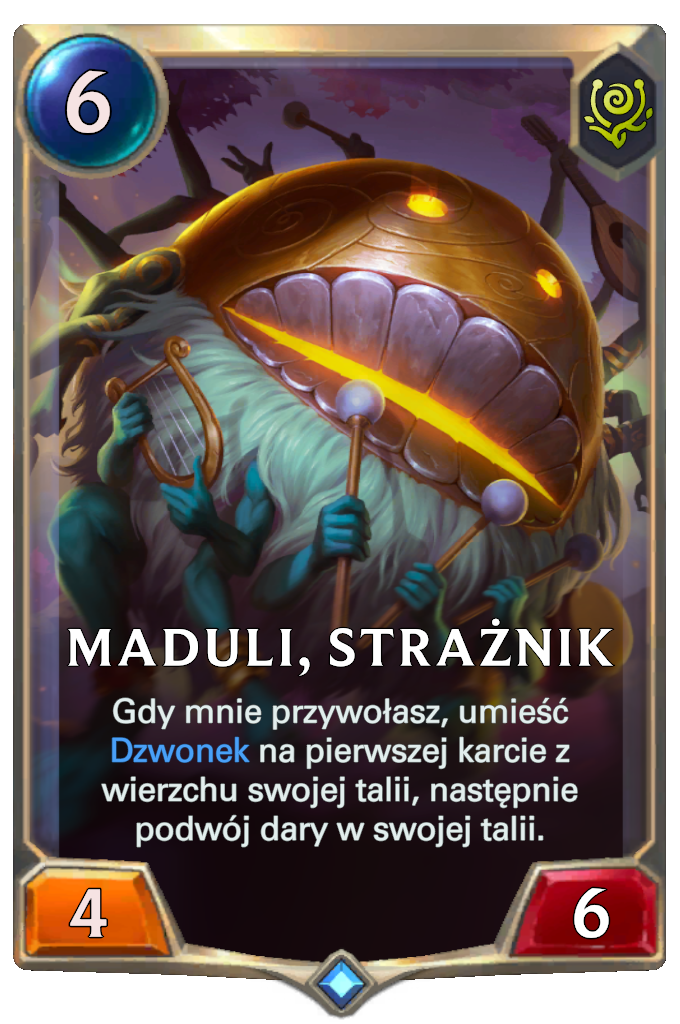 6
MADULI, STRAŻNIK
Gdy mnie przywołasz, umieść
Dzwonek na pierwszej karcie z
wierzchu swojej talii, następnie
podwój dary w swojej talii.
4
6